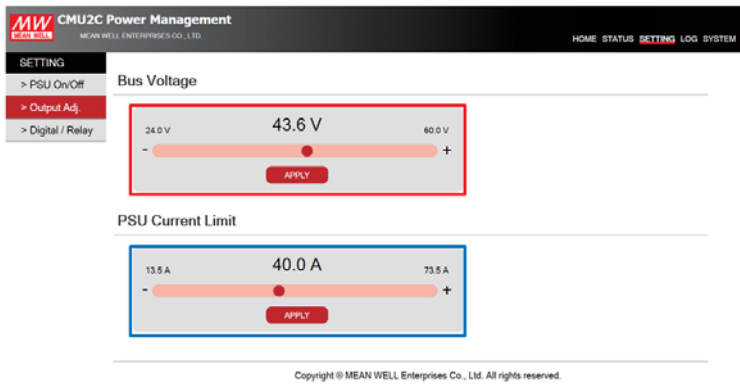 MW
MEAN WELL
CMU2C Power Management
MEAN WELL ENTERPRISES CO., LTD.
HOME STATUS SETTING LOG SYSTEM
SETTING
> PSU On/Off
> Output Adj.
> Digital / Relay
Bus Voltage
24.0 V 43.6 V 60.0 V
- +
APPLY
PSU Current Limit
13.5 A 40.0 A 73.5 A
- +
APPLY
Copyright © MEAN WELL Enterprises Co., Ltd. All rights reserved.